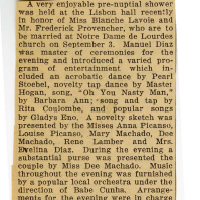 A very enjoyable pre-nuptial shower
was held at the Lisbon hall recently
in honor of Miss Blanche Lavoie and
Mr. Frederick Provencher, who are to
be married at Notre Dame de Lourdes
church on September 3. Manuel Diaz
was master of ceremonies for the
evening and introduced a varied pro-
gram of entertainment which in-
cluded an acrobatic dance by Pearl
Stoebel, novelty tap dance by Master
Hogan, song, "Oh You Nasty Man,"
by Barbara Ann; song and tap by
Rita Coulombe, and popular songs
by Gladys Eno. A novelty skit was
presented by the Misses Anna Picanso,
Louise Picanso, Mary Machado, Dee
Machado, Rene Lamber and Mrs.
Evelina Diaz. During the evening a
substantial purse was presented the
couple by Miss Dee Machado. Music
throughout the evening was furnished
by a popular local orchestra under the
direction of Babe Cunha. Arrange-
ments for the evening were in charge